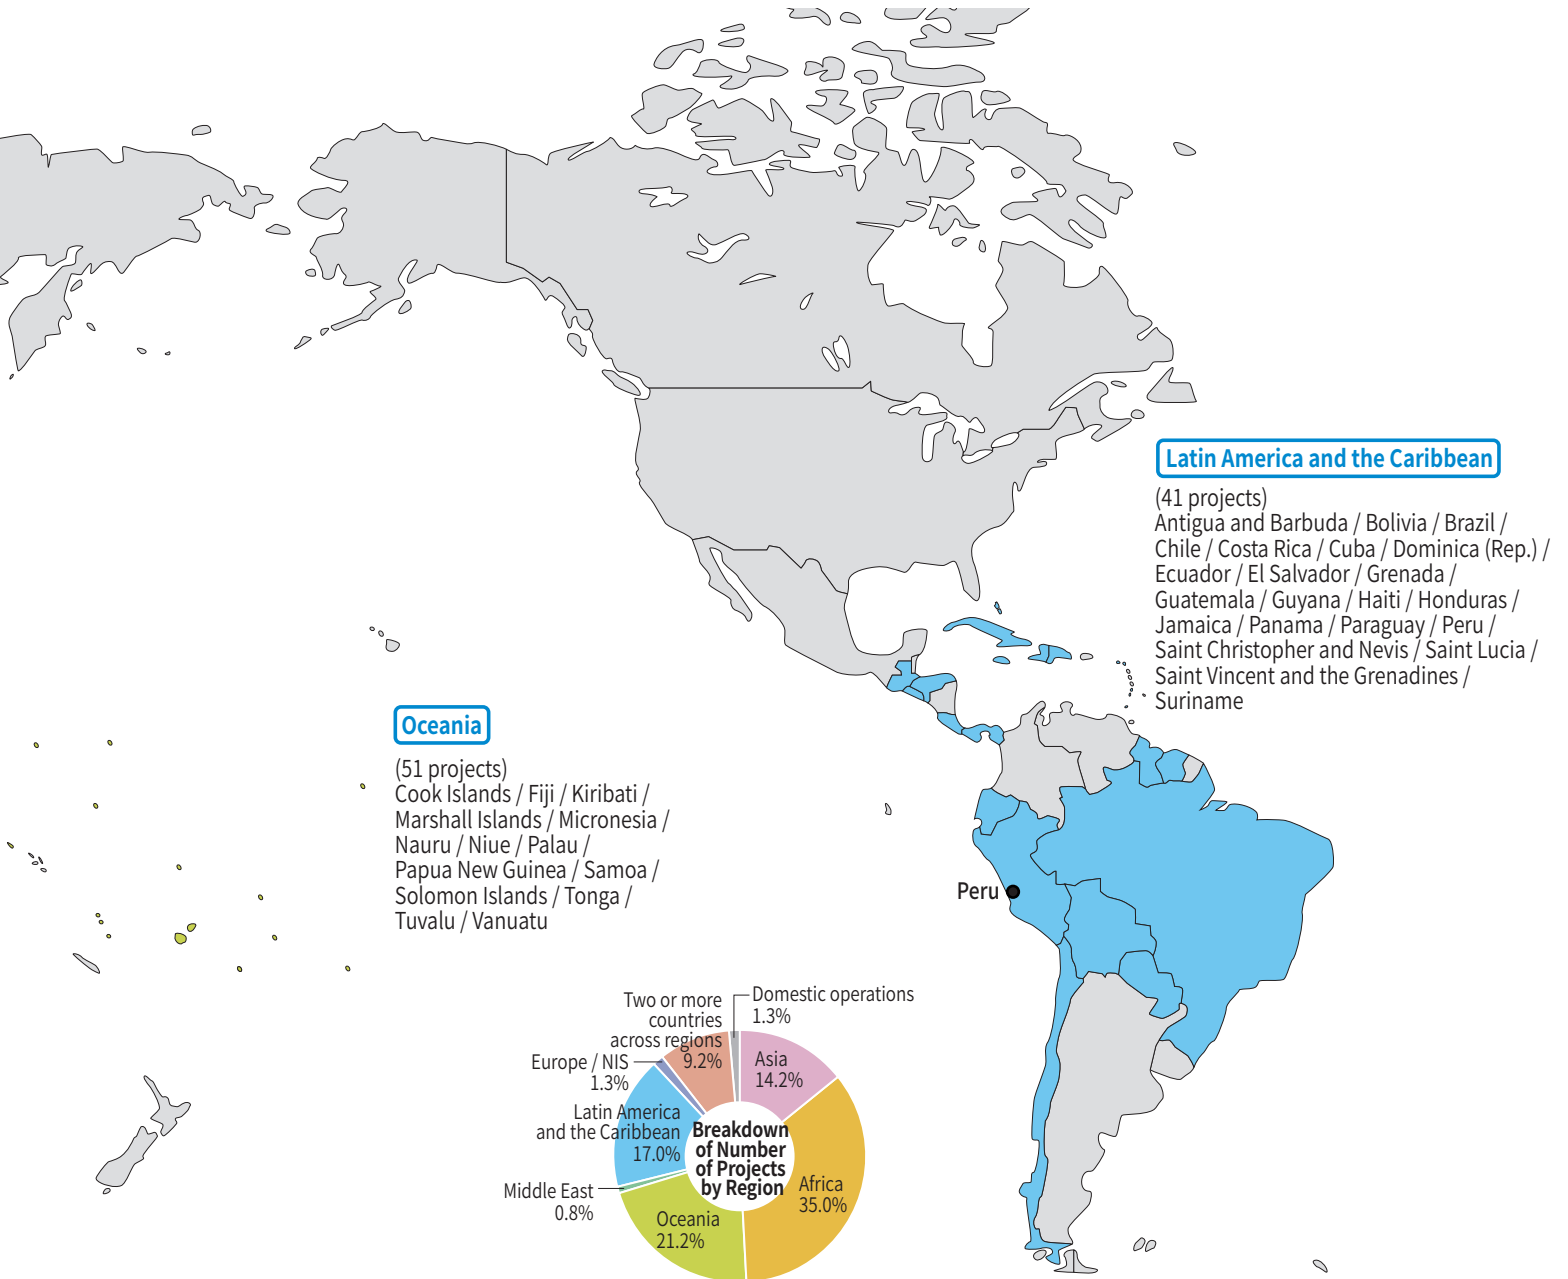 Latin America and the Caribbean
(41 projects)
Antigua and Barbuda / Bolivia / Brazil /
Chile / Costa Rica / Cuba / Dominica (Rep.) /
Ecuador / El Salvador / Grenada /
Guatemala / Guyana / Haiti / Honduras /
Jamaica / Panama / Paraguay / Peru /
Saint Christopher and Nevis / Saint Lucia /
Saint Vincent and the Grenadines /
Suriname
Oceania
(51 projects)
Cook Islands / Fiji / Kiribati /
Marshall Islands / Micronesia /
Nauru / Niue / Palau /
Papua New Guinea / Samoa /
Solomon Islands / Tonga /
Tuvalu / Vanuatu
Peru
Two or more
countries
across regions
9.2%
Domestic operations
1.3%
Europe / NIS
1.3%
Asia
14.2%
Latin America
and the Caribbean
17.0%
Breakdown
of Number
of Projects
by Region
Middle East
0.8%
Africa
35.0%
Oceania
21.2%